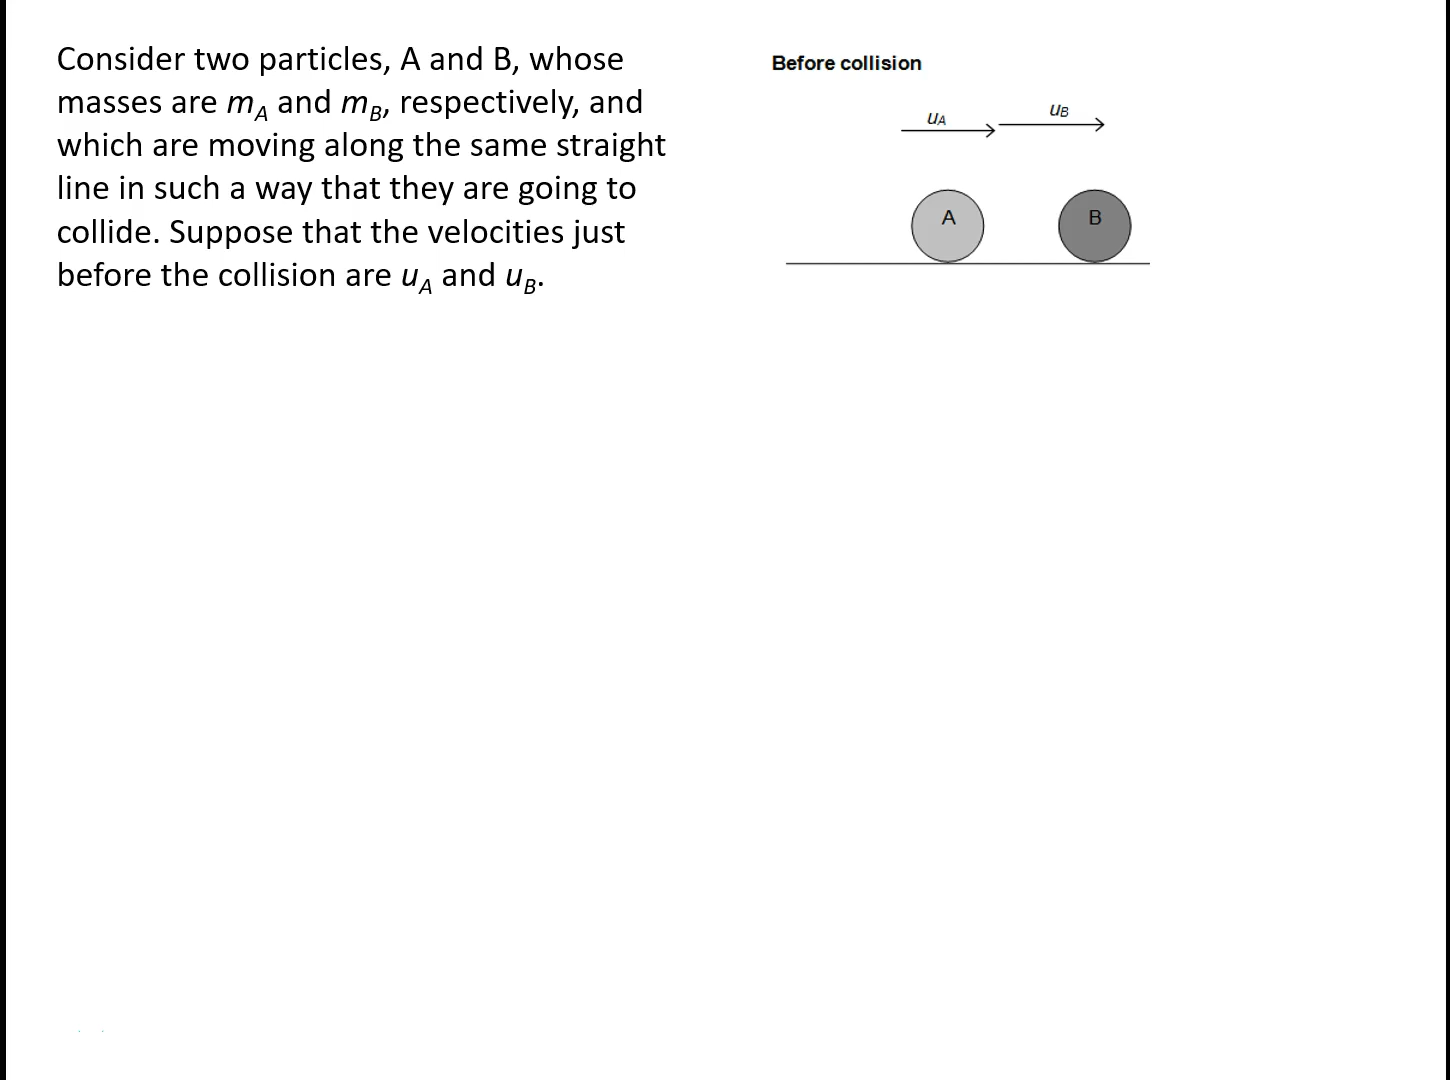 Consider two particles, A and B, whose
masses are mA and mB, respectively, and
which are moving along the same straight
line in such a way that they are going to
collide. Suppose that the velocities just
before the collision are uA and uB.
Before collision
uA
uB
A
B